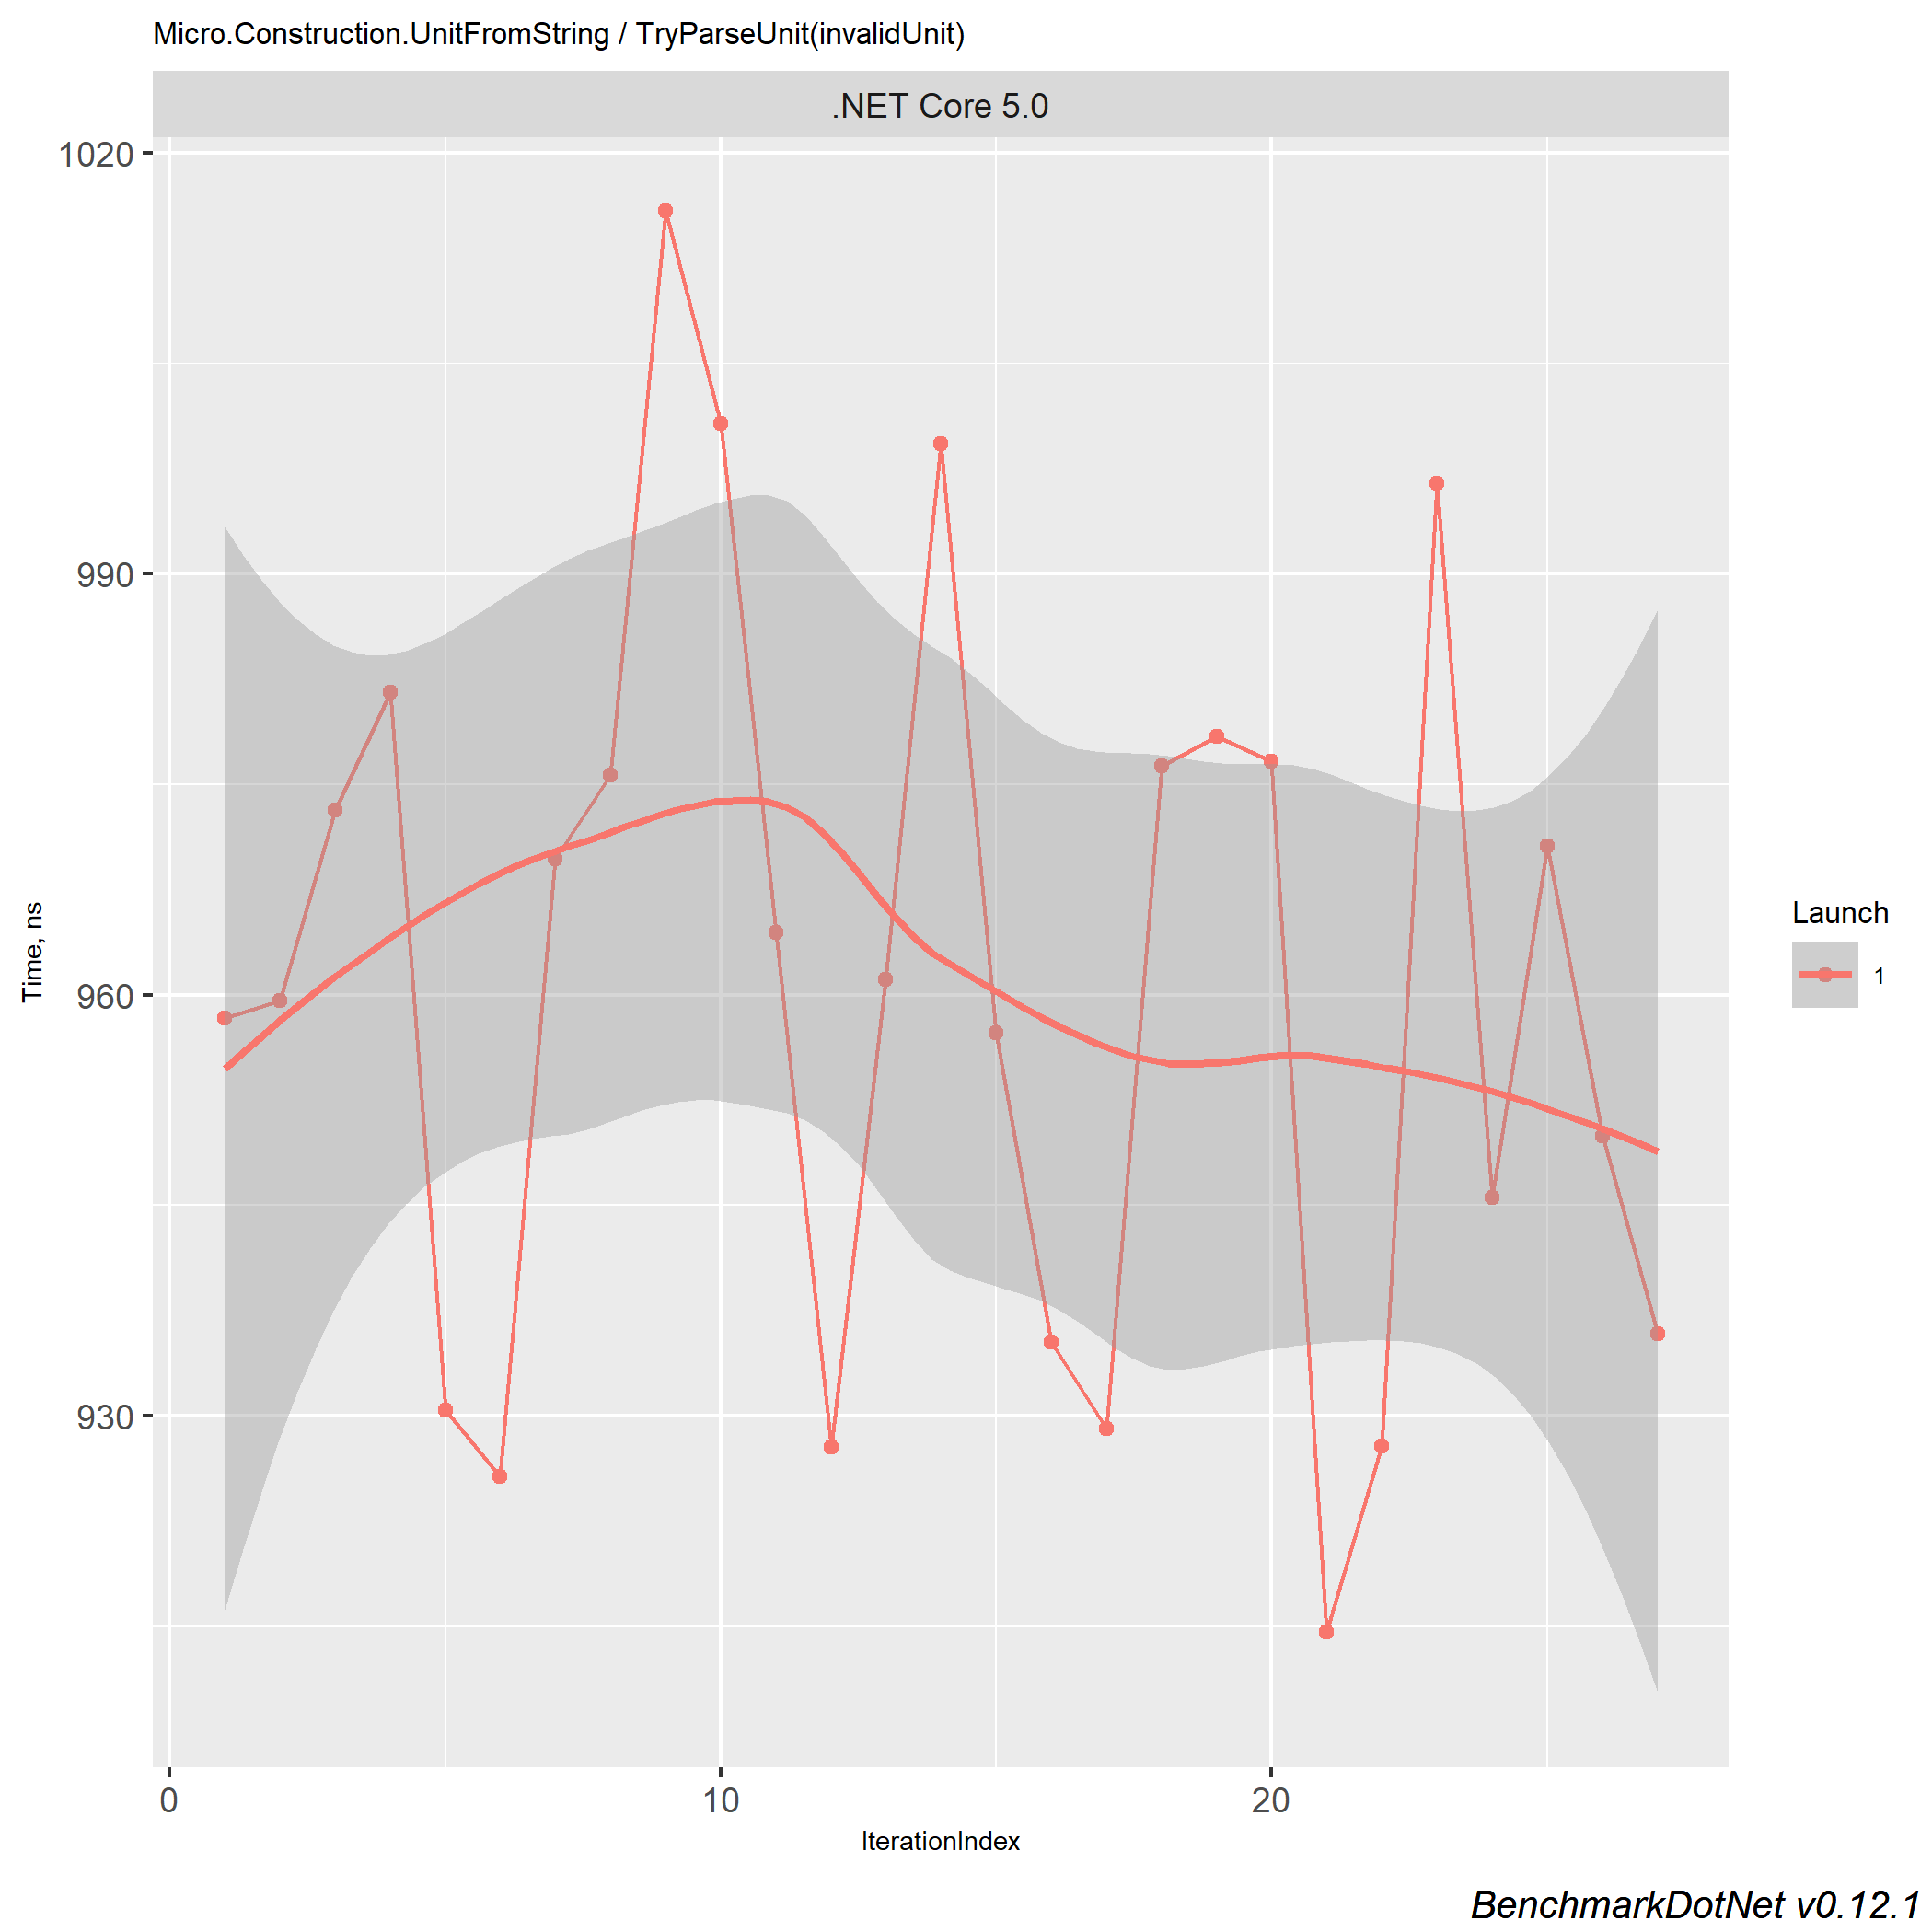 Micro.Construction.UnitFromString / TryParseUnit(invalidUnit)
.NET Core 5.0
1020
990
960
930
Time, ns
0
10
20
IterationIndex
Launch
1
BenchmarkDotNet v0.12.1